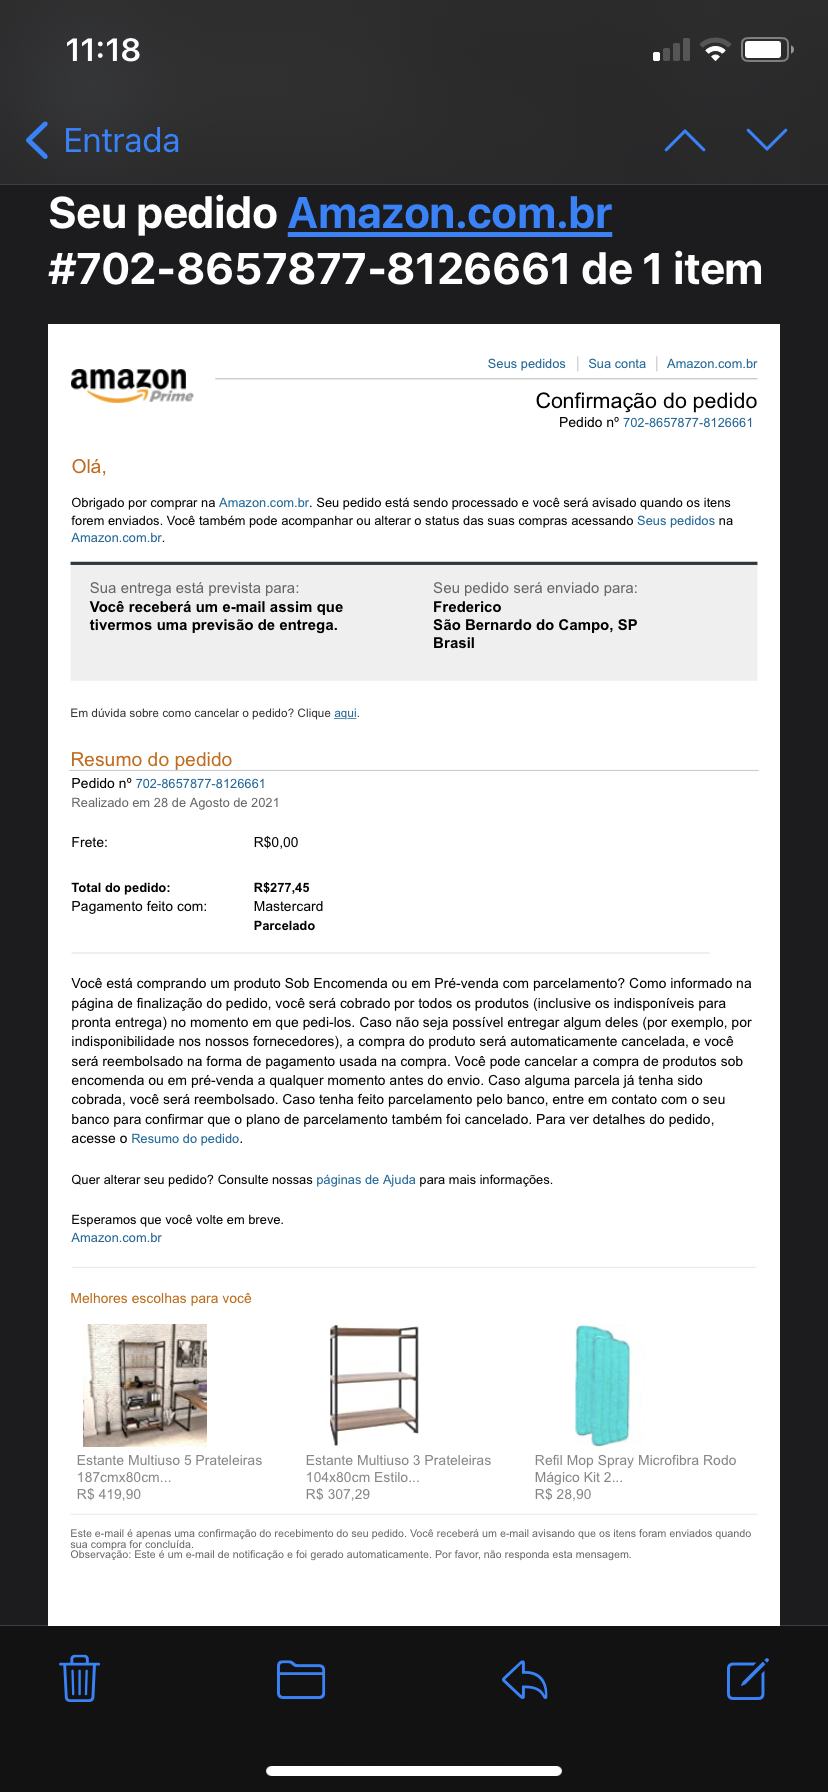 11:18
Entrada
Seu pedido Amazon.com.br
#702-8657877-8126661 de 1 item
amazon
Prime
Seus pedidos | Sua conta | Amazon.com.br
Confirmação do pedido
Pedido nº 702-8657877-8126661
Olá,
Obrigado por comprar na Amazon.com.br. Seu pedido está sendo processado e você será avisado quando os itens
forem enviados. Você também pode acompanhar ou alterar o status das suas compras acessando Seus pedidos na
Amazon.com.br.
Sua entrega está prevista para:
Você receberá um e-mail assim que
tivermos uma previsão de entrega.
Seu pedido será enviado para:
Frederico
São Bernardo do Campo, SP
Brasil
Em dúvida sobre como cancelar o pedido? Clique aqui.
Resumo do pedido
Pedido nº 702-8657877-8126661
Realizado em 28 de Agosto de 2021
Frete: R$0,00
Total do pedido: R$277,45
Pagamento feito com: Mastercard
Parcelado
Você está comprando um produto Sob Encomenda ou em Pré-venda com parcelamento? Como informado na
página de finalização do pedido, você será cobrado por todos os produtos (inclusive os indisponíveis para
pronta entrega) no momento em que pedi-los. Caso não seja possível entregar algum deles (por exemplo, por
indisponibilidade nos nossos fornecedores), a compra do produto será automaticamente cancelada, e você
será reembolsado na forma de pagamento usada na compra. Você pode cancelar a compra de produtos sob
encomenda ou em pré-venda a qualquer momento antes do envio. Caso alguma parcela já tenha sido
cobrada, você será reembolsado. Caso tenha feito parcelamento pelo banco, entre em contato com o seu
banco para confirmar que o plano de parcelamento também foi cancelado. Para ver detalhes do pedido,
acesse o Resumo do pedido.
Quer alterar seu pedido? Consulte nossas páginas de Ajuda para mais informações.
Esperamos que você volte em breve.
Amazon.com.br
Melhores escolhas para você
Estante Multiuso 5 Prateleiras
187cmx80cm...
R$ 419,90
Estante Multiuso 3 Prateleiras
104x80cm Estilo...
R$ 307,29
Refil Mop Spray Microfibra Rodo
Mágico Kit 2...
R$ 28,90
Este e-mail é apenas uma confirmação do recebimento do seu pedido. Você receberá um e-mail avisando que os itens foram enviados quando
sua compra for concluída.
Observação: Este é um e-mail de notificação e foi gerado automaticamente. Por favor, não responda esta mensagem.